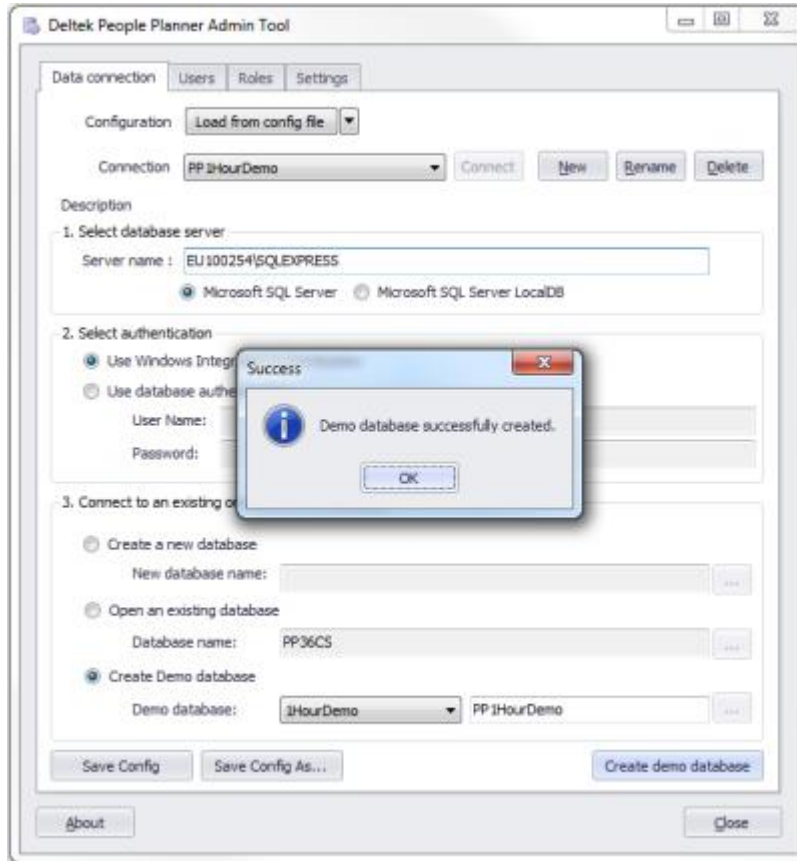 Deltek People Planner Admin Tool
Data connection Users Roles Settings
Configuration Load from config file
Connection PP1HourDemo Connect New Rename Delete
Description
1. Select database server
Server name : EU100254\SQLEXPRESS
Microsoft SQL Server Microsoft SQL Server LocalDB
2. Select authentication
Use Windows Integr
Success
Use database authe
User Name:
Demo database successfully created.
Password:
OK
3. Connect to an existing or
Create a new database
New database name: ...
Open an existing database
Database name: PP36CS ...
Create Demo database
Demo database: 1HourDemo PP1HourDemo ...
Save Config Save Config As... Create demo database
About Close